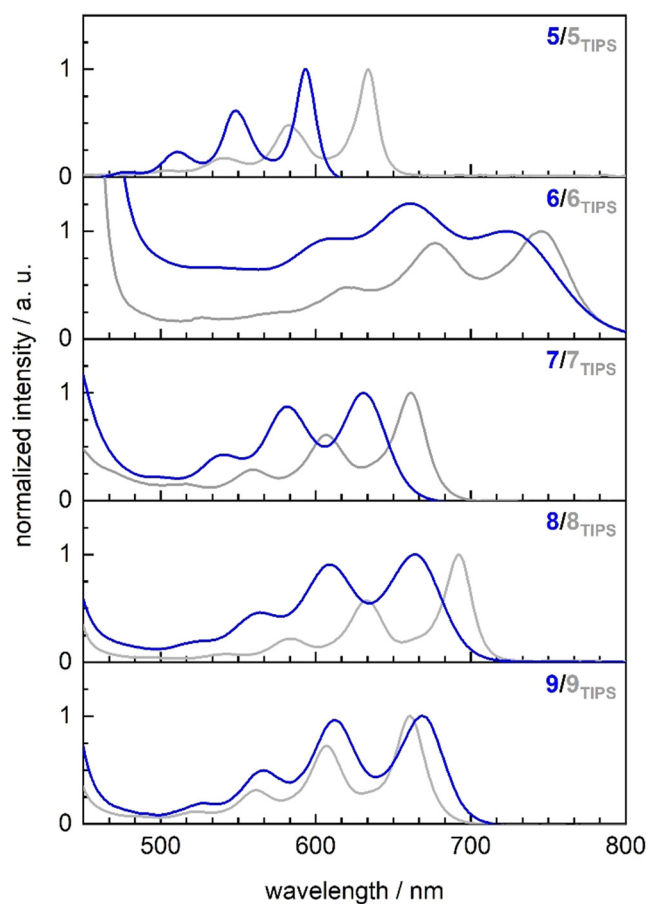 5/5TIPS
1
0
6/6TIPS
1
0
7/7TIPS
1
0
8/8TIPS
1
0
9/9TIPS
1
0
normalized intensity / a. u.
500 600 700 800
wavelength / nm